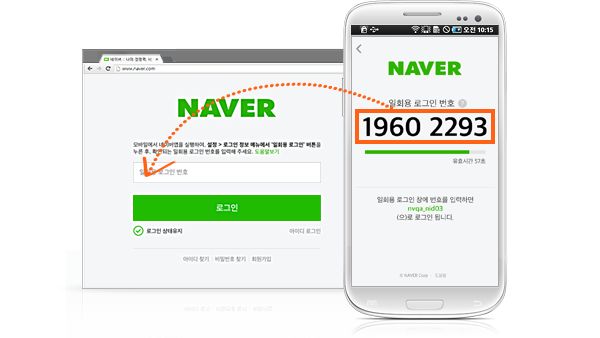 네이버 :: 나의 경쟁력, 네이버
www.naver.com
NAVER
모바일에서 네이버앱을 실행하여, 설정 > 로그인 정보 메뉴에서 '일회용 로그인' 버튼을
누른 후, 확인되는 일회용 로그인 번호를 입력해 주세요. 도움말보기
일회용 로그인 번호
로그인
로그인 상태유지
아이디 로그인
아이디 찾기 | 비밀번호 찾기 | 회원가입
오전 10:15
NAVER
일회용 로그인 번호 ?
1960 2293
유효시간 57초
일회용 로그인 창에 번호를 입력하면
nvqa_nid03
(으)로 로그인 됩니다.
© NAVER Corp | 도움말